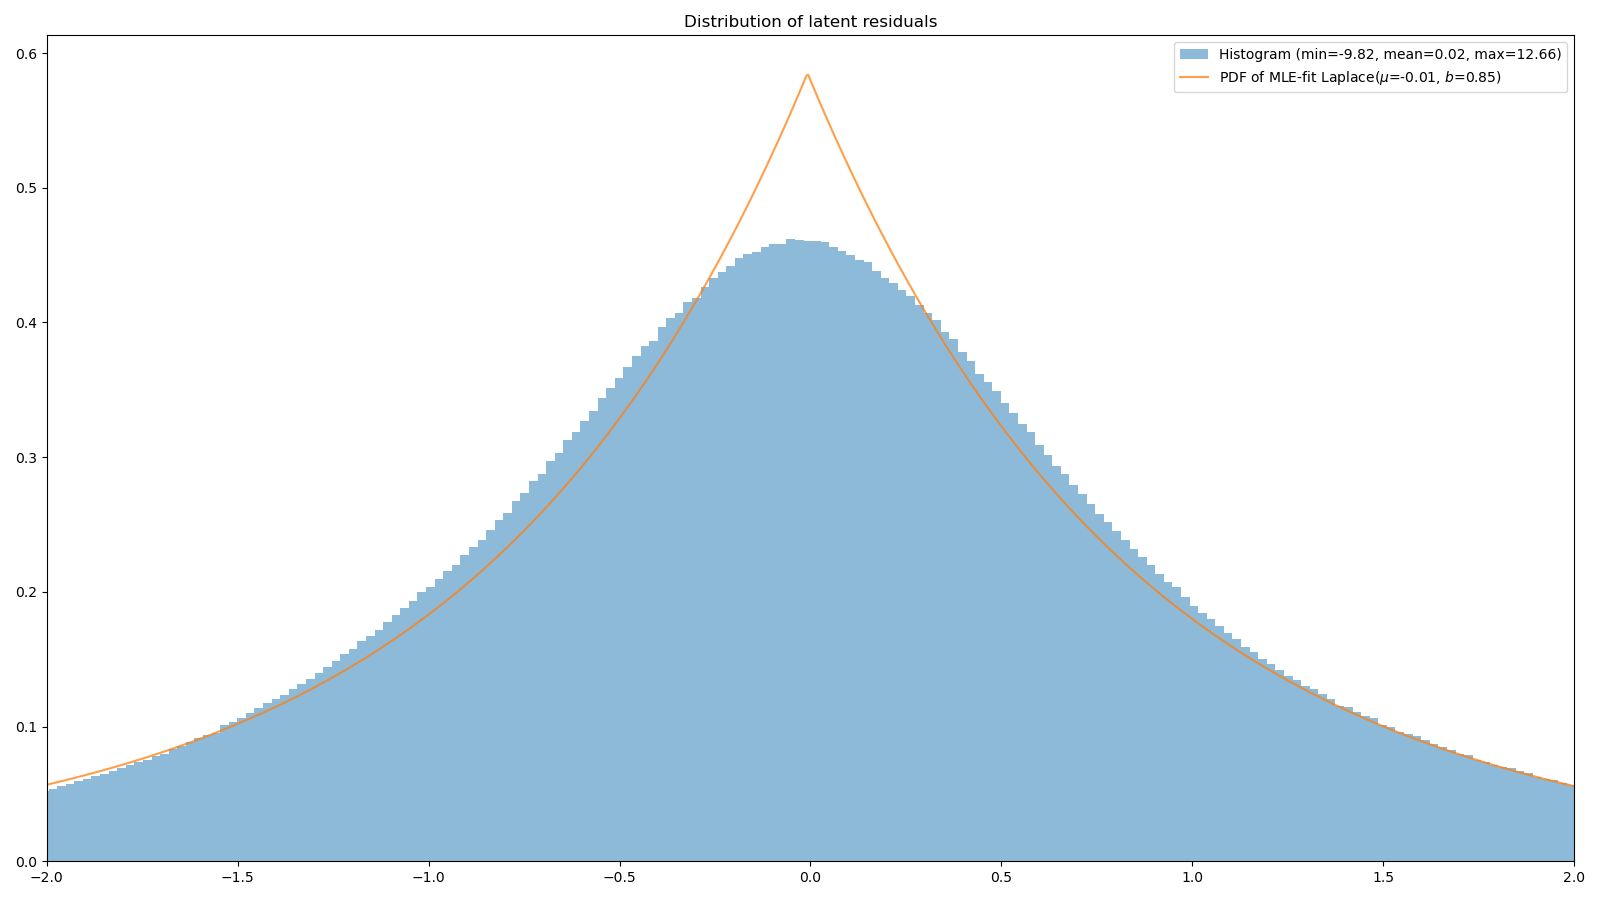 Distribution of latent residuals
Histogram (min=-9.82, mean=0.02, max=12.66)
PDF of MLE-fit Laplace(μ=-0.01, b=0.85)
0.6
0.5
0.4
0.3
0.2
0.1
0.0
−2.0 −1.5 −1.0 −0.5 0.0 0.5 1.0 1.5 2.0